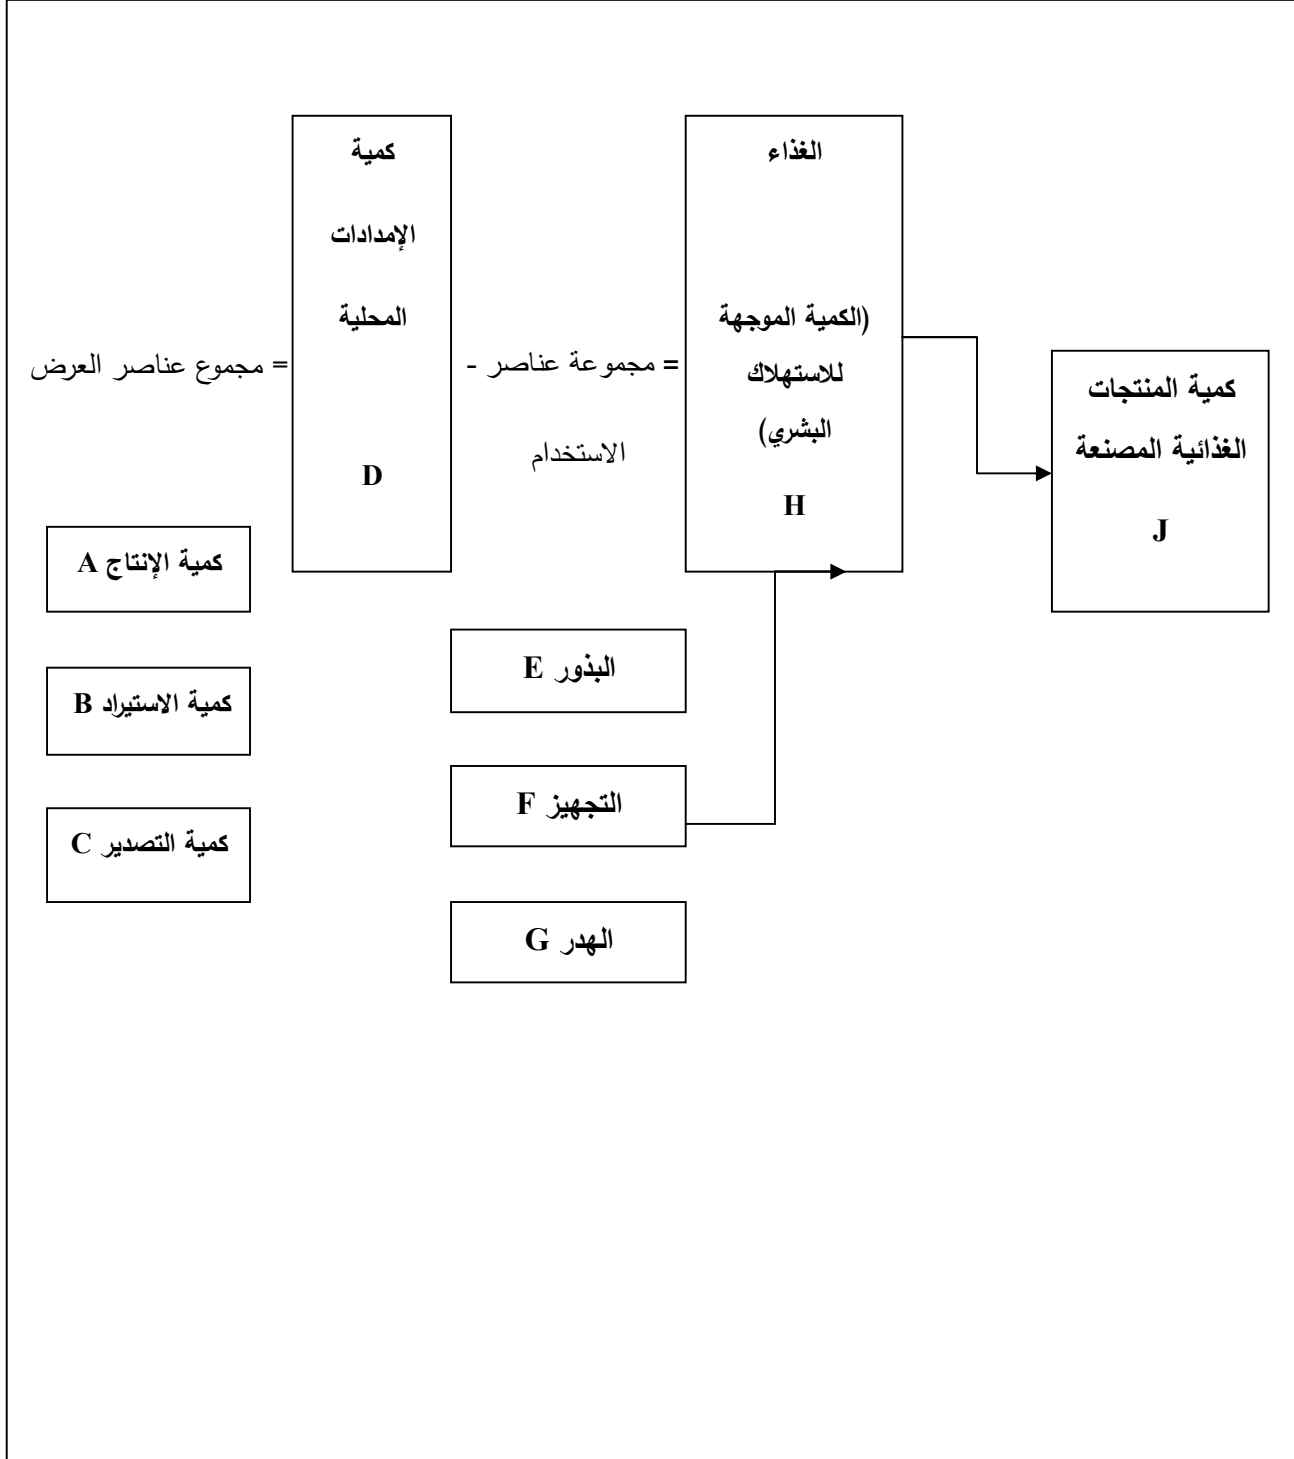 كمية
الإمدادات
المحلية
D
الغذاء
(الكمية الموجهة
للاستهلاك
البشري)
H
مجموع عناصر العرض =
- مجموعة عناصر =
الاستخدام
كمية المنتجات
الغذائية المصنعة
J
كمية الإنتاج A
كمية الاستيراد B
كمية التصدير C
البذور E
التجهيز F
الهدر G